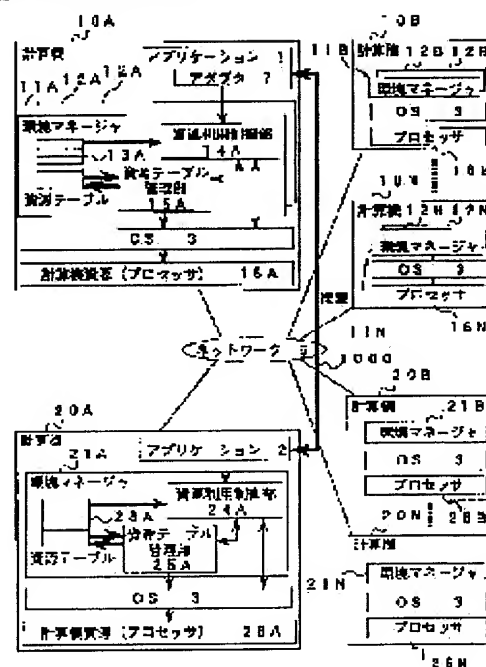 10A
計算機
アプリケーション 1
アダプタ 7
11A 12A 12A
環境マネージャ
資源利用制御部
14A
13A
資源テーブル
管理部
15A
資源テーブル
OS 3
計算機資源（プロセッサ） 16A
10B
11B
計算機 12B 12B
環境マネージャ
OS 3
プロセッサ
16B
10N
計算機 12N 12N
環境マネージャ
OS 3
プロセッサ
16N
11N
ネットワーク
1000
20A
計算機
21A
アプリケーション 2
環境マネージャ
資源利用制御部
24A
23A
資源テーブル
管理部
25A
資源テーブル
OS 3
計算機資源（プロセッサ） 26A
20B
計算機 21B
環境マネージャ
OS 3
プロセッサ
26B
20N
計算機
21N
環境マネージャ
OS 3
プロセッサ
26N